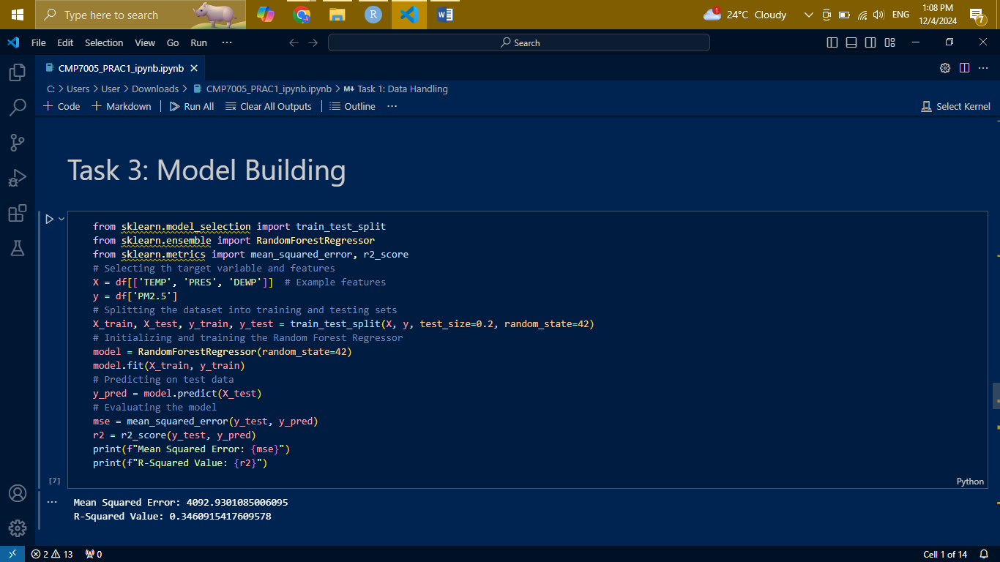 Type here to search
1
24°C Cloudy
ENG
1:08 PM
12/4/2024
7
File Edit Selection View Go Run ···
Search
CMP7005_PRAC1_ipynb.ipynb
C: > Users > User > Downloads > CMP7005_PRAC1_ipynb.ipynb > M↓ Task 1: Data Handling
+ Code + Markdown Run All Clear All Outputs Outline ···
Select Kernel
Task 3: Model Building
from sklearn.model_selection import train_test_split
from sklearn.ensemble import RandomForestRegressor
from sklearn.metrics import mean_squared_error, r2_score
# Selecting th target variable and features
X = df[['TEMP', 'PRES', 'DEWP']]  # Example features
y = df['PM2.5']
# Splitting the dataset into training and testing sets
X_train, X_test, y_train, y_test = train_test_split(X, y, test_size=0.2, random_state=42)
# Initializing and training the Random Forest Regressor
model = RandomForestRegressor(random_state=42)
model.fit(X_train, y_train)
# Predicting on test data
y_pred = model.predict(X_test)
# Evaluating the model
mse = mean_squared_error(y_test, y_pred)
r2 = r2_score(y_test, y_pred)
print(f"Mean Squared Error: {mse}")
print(f"R-Squared Value: {r2}")
[7]
Python
Mean Squared Error: 4092.9301085006095
R-Squared Value: 0.3460915417609578
2 13 0
Cell 1 of 14